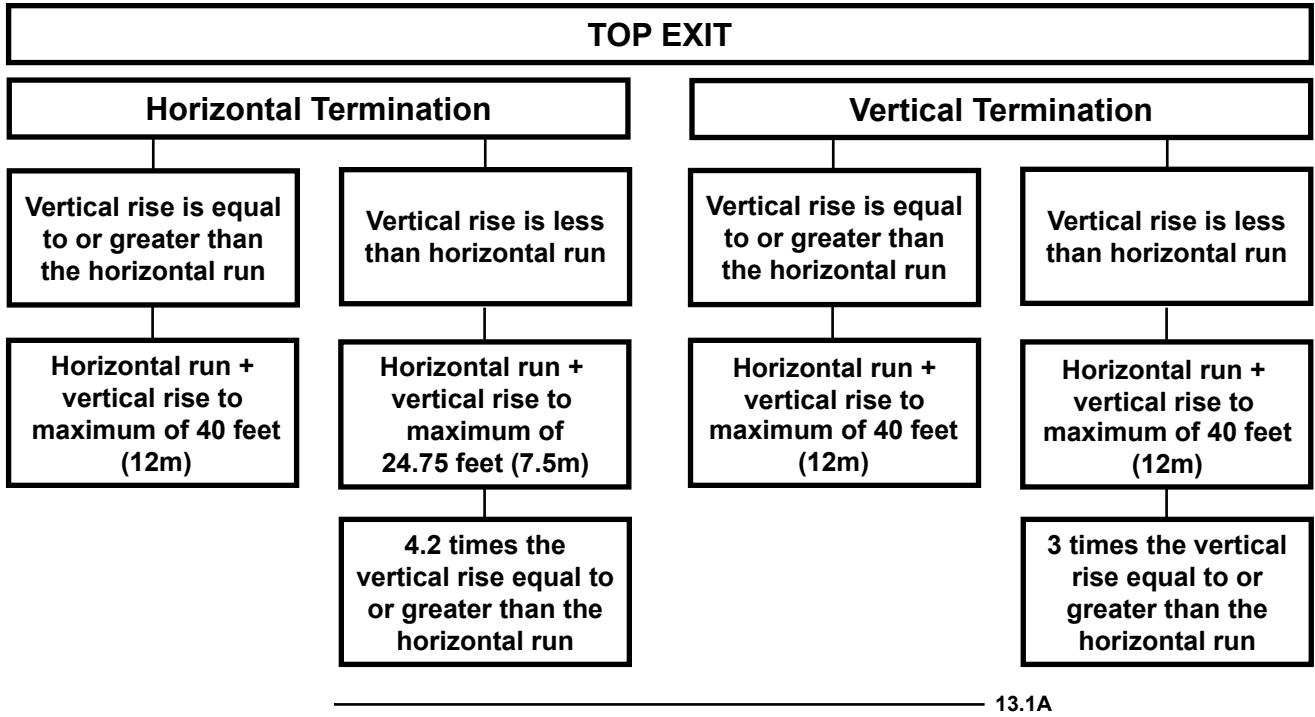 TOP EXIT
Horizontal Termination
Vertical Termination
Vertical rise is equal
to or greater than
the horizontal run
Vertical rise is less
than horizontal run
Vertical rise is equal
to or greater than
the horizontal run
Vertical rise is less
than horizontal run
Horizontal run +
vertical rise to
maximum of 40 feet
(12m)
Horizontal run +
vertical rise to
maximum of
24.75 feet (7.5m)
Horizontal run +
vertical rise to
maximum of 40 feet
(12m)
Horizontal run +
vertical rise to
maximum of 40 feet
(12m)
4.2 times the
vertical rise equal to
or greater than the
horizontal run
3 times the vertical
rise equal to or
greater than the
horizontal run
13.1A